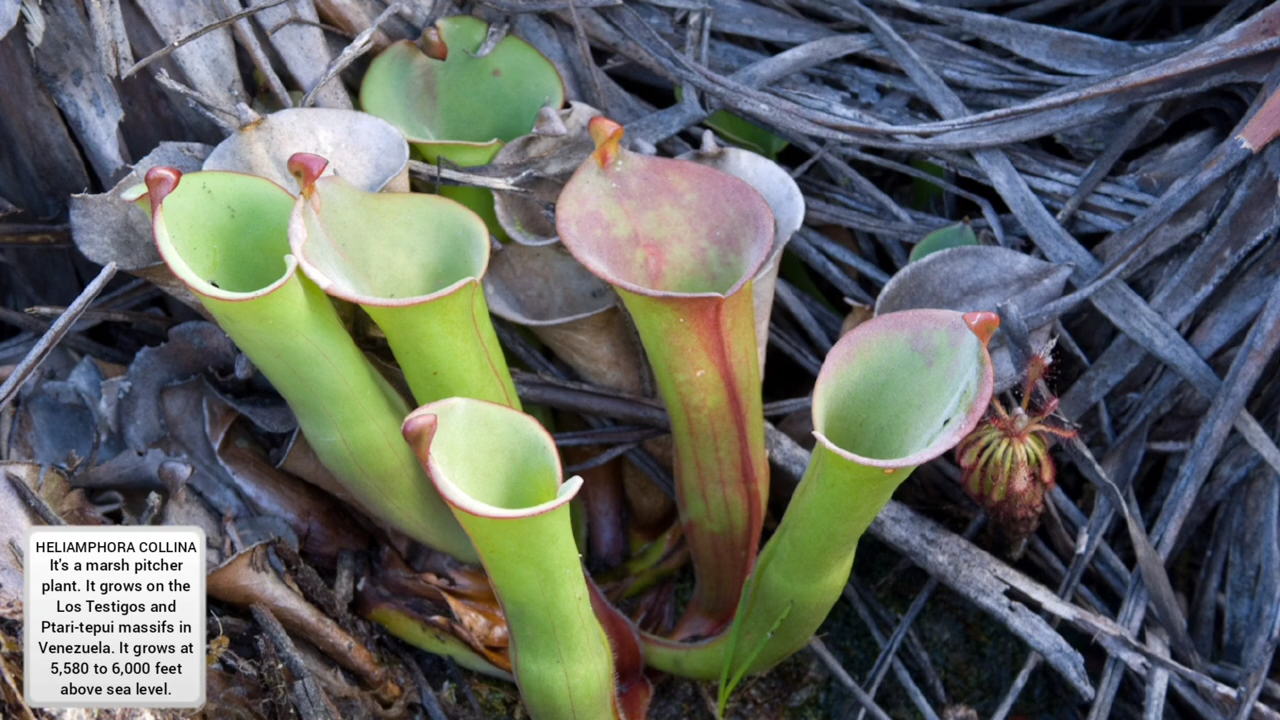 HELIAMPHORA COLLINA
It's a marsh pitcher
plant. It grows on the
Los Testigos and
Ptari-tepui massifs in
Venezuela. It grows at
5,580 to 6,000 feet
above sea level.